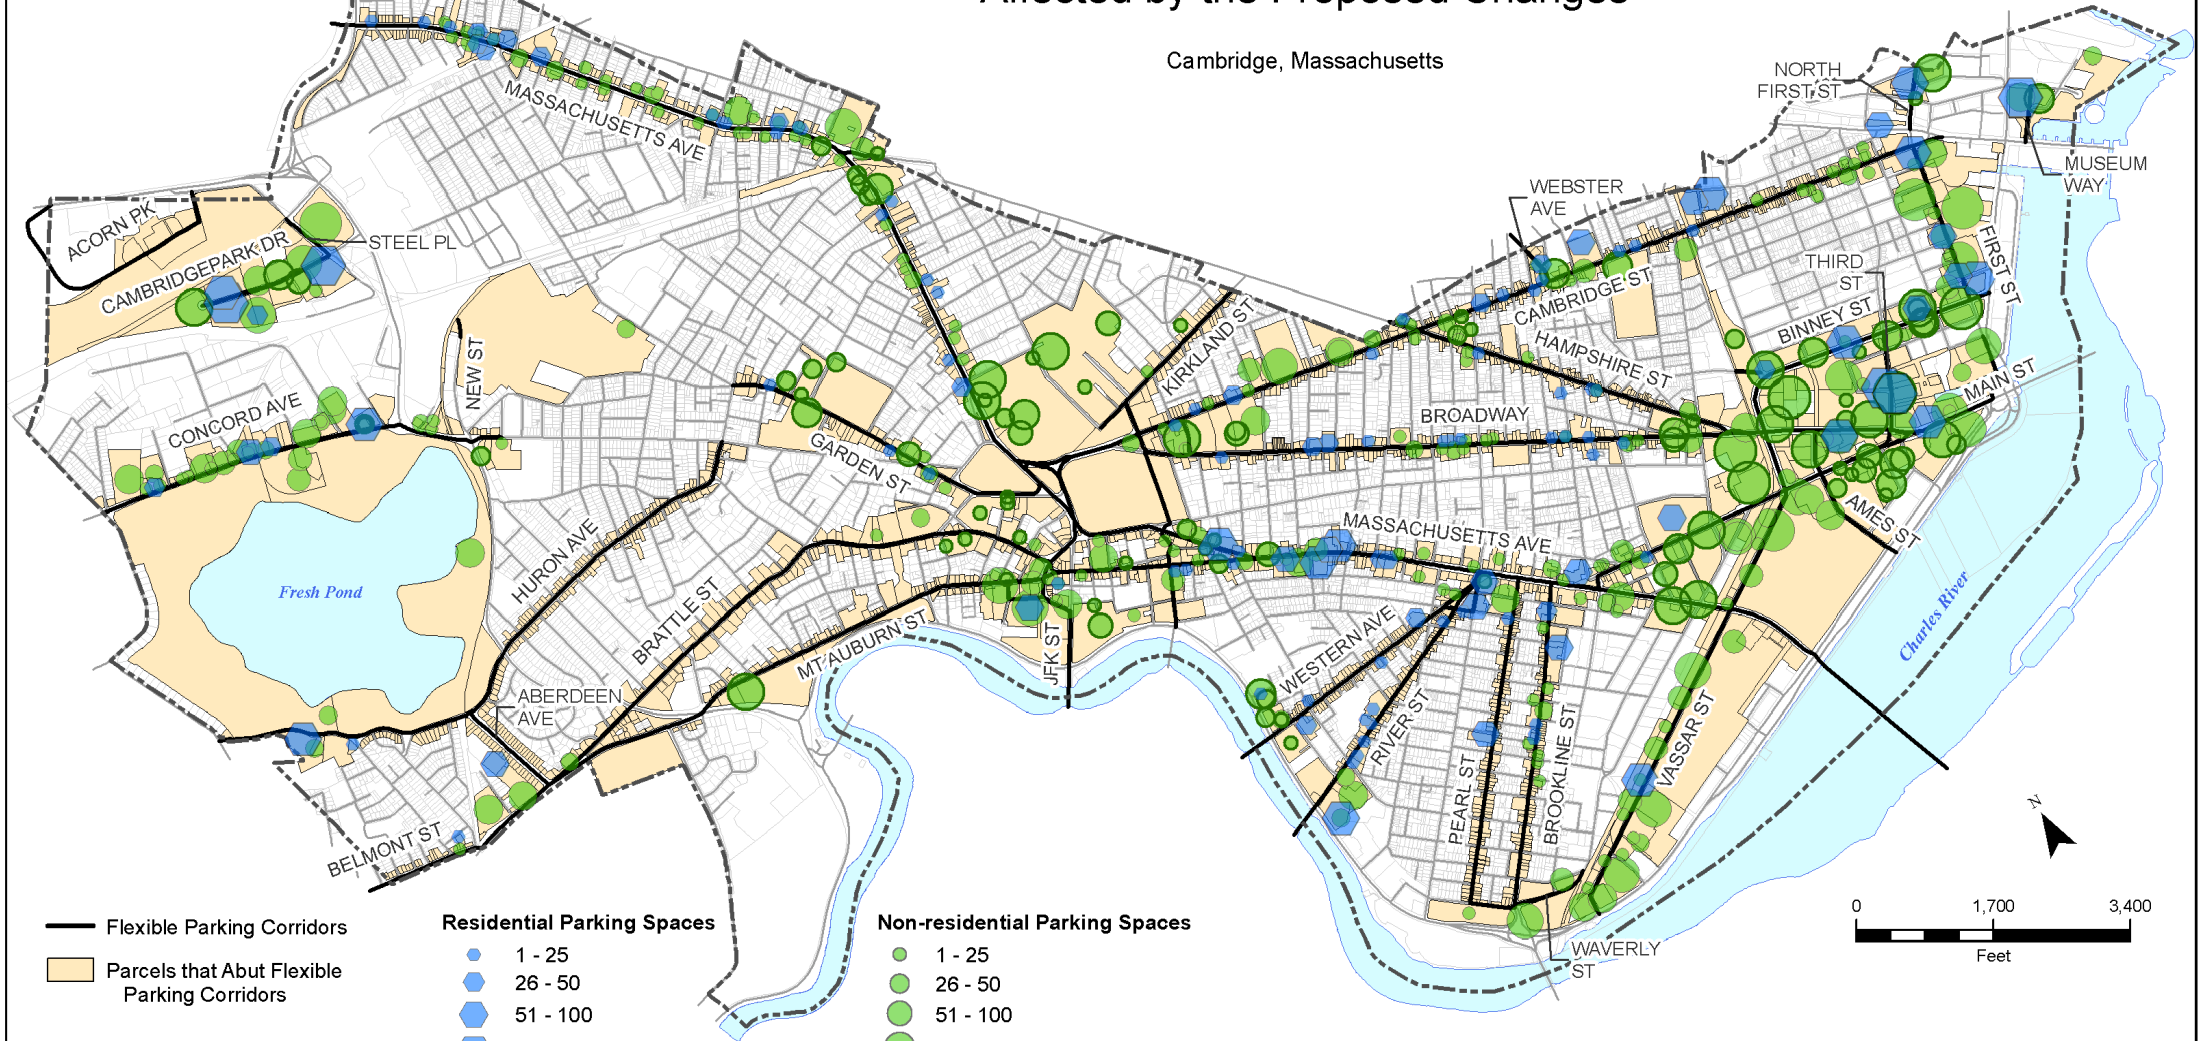 Affected by the Proposed Changes
Cambridge, Massachusetts
NORTH
FIRST ST
MUSEUM
WAY
WEBSTER
AVE
MASSACHUSETTS AVE
ACORN PK
STEEL PL
CAMBRIDGEPARK DR
THIRD
ST
FIRST ST
CAMBRIDGE ST
BINNEY ST
KIRKLAND ST
HAMPSHIRE ST
NEW ST
MAIN ST
CONCORD AVE
BROADWAY
GARDEN ST
AMES ST
MASSACHUSETTS AVE
HURON AVE
Fresh Pond
BRATTLE ST
Charles River
MT AUBURN ST
JFK ST
WESTERN AVE
ABERDEEN
AVE
RIVER ST
VASSAR ST
BROOKLINE ST
PEARL ST
BELMONT ST
N
WAVERLY
ST
0 1,700 3,400
Feet
Flexible Parking Corridors
Parcels that Abut Flexible
Parking Corridors
Residential Parking Spaces
1 - 25
26 - 50
51 - 100
Non-residential Parking Spaces
1 - 25
26 - 50
51 - 100